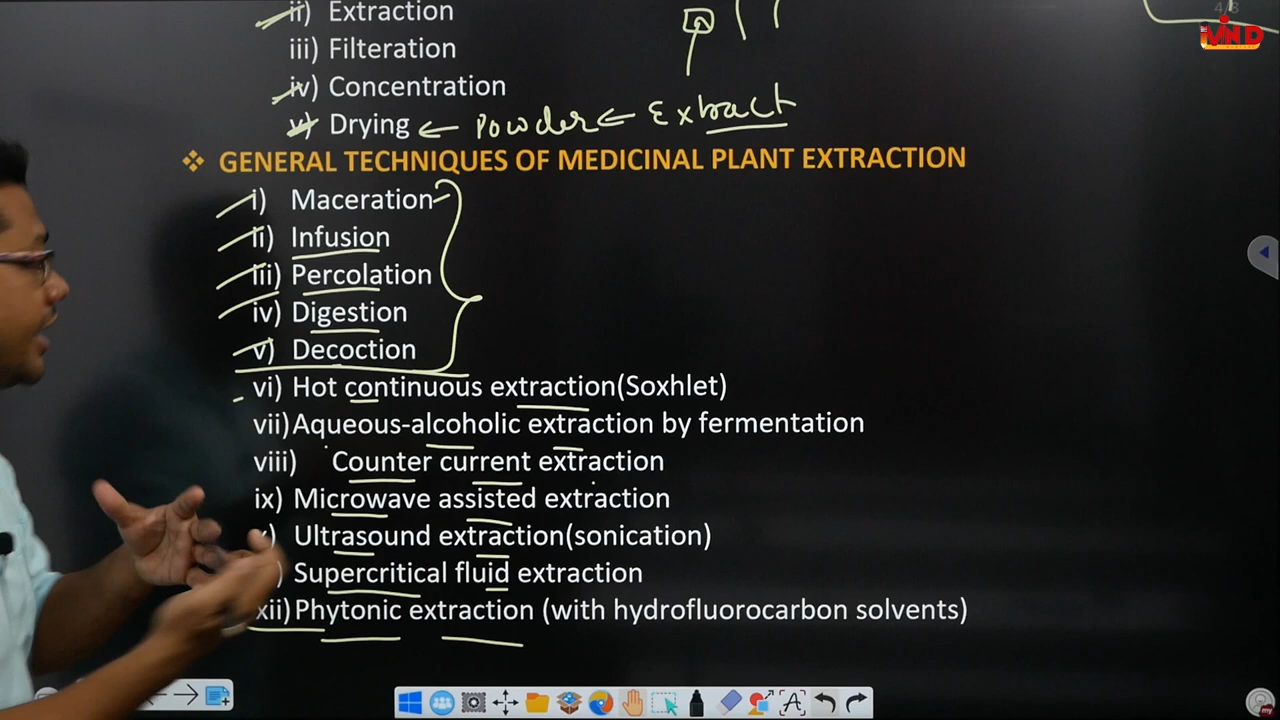 4/8
ii) Extraction
iii) Filteration
iv) Concentration
v) Drying ← Powder ← Extract
❖ GENERAL TECHNIQUES OF MEDICINAL PLANT EXTRACTION
i) Maceration
ii) Infusion
iii) Percolation
iv) Digestion
v) Decoction
vi) Hot continuous extraction(Soxhlet)
vii)Aqueous-alcoholic extraction by fermentation
viii) Counter current extraction
ix) Microwave assisted extraction
) Ultrasound extraction(sonication)
) Supercritical fluid extraction
xii)Phytonic extraction (with hydrofluorocarbon solvents)